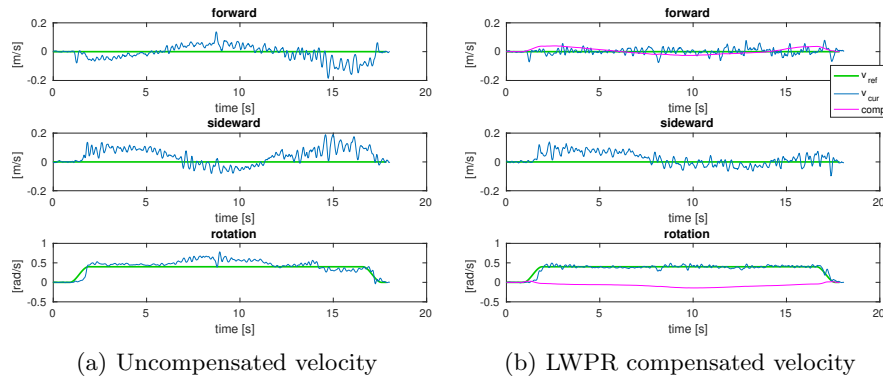 forward
0.2
0
-0.2
[m/s]
0 5 10 15 20
time [s]
sideward
0.2
0
-0.2
[m/s]
0 5 10 15 20
time [s]
rotation
1
0.5
0
-0.5
[rad/s]
0 5 10 15 20
time [s]
(a) Uncompensated velocity
forward
0.2
0
-0.2
[m/s]
0 5 10 15 20
time [s]
v ref
v cur
comp
sideward
0.2
0
-0.2
[m/s]
0 5 10 15 20
time [s]
rotation
1
0.5
0
-0.5
[rad/s]
0 5 10 15 20
time [s]
(b) LWPR compensated velocity